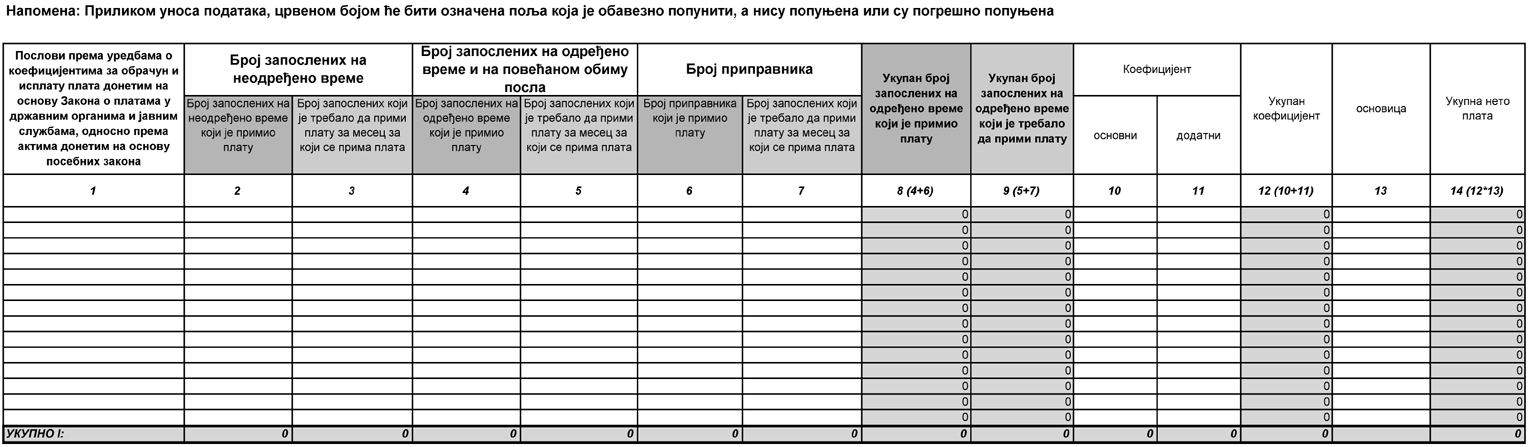 Напомена: Приликом уноса података, црвеном бојом ће бити означена поља која је обавезно попунити, а нису попуњена или су погрешно попуњена
Послови према уредбама о
коефицијентима за обрачун и
исплату плата донетим на
основу Закона о платама у
државним органима и јавним
службама, односно према
актима донетим на основу
посебних закона
Број запослених на
неодређено време
Број запослених на одређено
време и на повећаном обиму
посла
Број приправника
Број запослених на
неодређено време
који је примио
плату
Број запослених који
је требало да прими
плату за месец за
који се прима плата
Број запослених на
одређено време
који је примио
плату
Број запослених који
је требало да прими
плату за месец за
који се прима плата
Број приправника
који је примио
плату
Број запослених који
је требало да прими
плату за месец за
који се прима плата
Укупан број
запослених на
одређено време
који је примио
плату
Укупан број
запослених на
одређено време
који је требало
да прими плату
Коефицијент
основни
додатни
Укупан
коефицијент
основица
Укупна нето
плата
1 2 3 4 5 6 7 8 (4+6) 9 (5+7) 10 11 12 (10+11) 13 14 (12*13)
0 0 0 0
0 0 0 0
0 0 0 0
0 0 0 0
0 0 0 0
0 0 0 0
0 0 0 0
0 0 0 0
0 0 0 0
0 0 0 0
0 0 0 0
0 0 0 0
0 0 0 0
0 0 0 0
УКУПНО I: 0 0 0 0 0 0 0 0 0 0 0 0 0